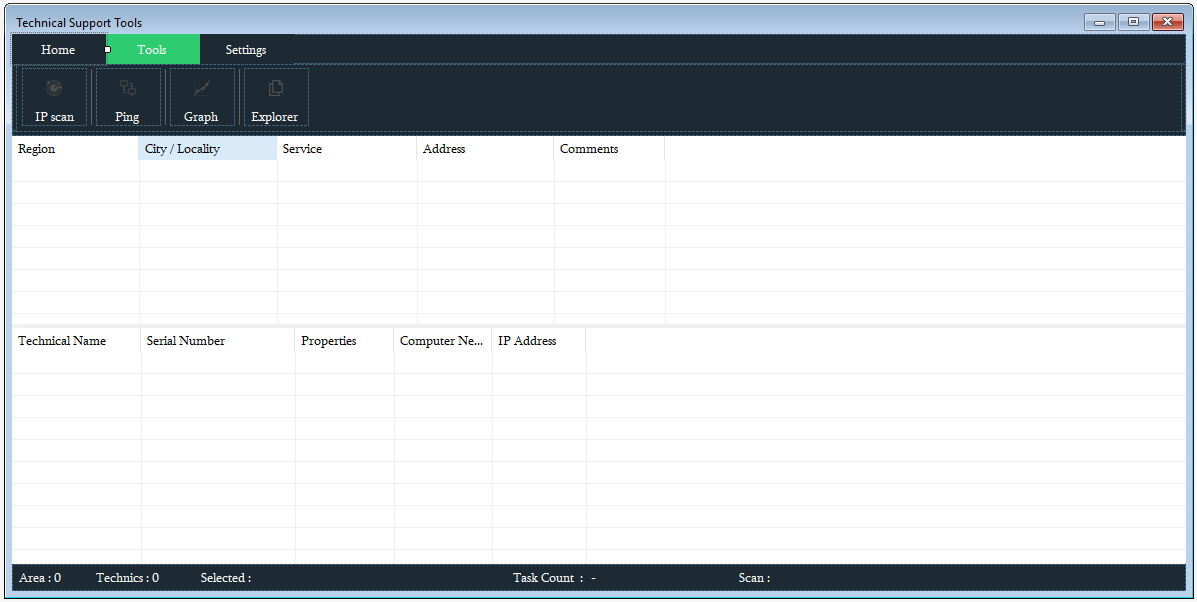 Technical Support Tools
Home Tools Settings
IP scan Ping Graph Explorer
Region City / Locality Service Address Comments
Technical Name Serial Number Properties Computer Ne... IP Address
Area : 0 Technics : 0 Selected : Task Count : - Scan :